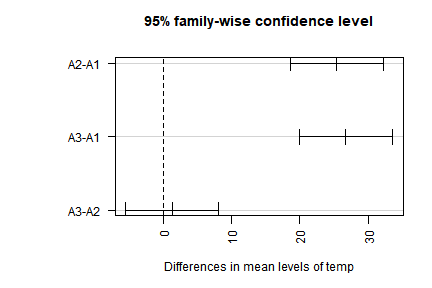 95% family-wise confidence level
A2-A1
A3-A1
A3-A2
0
10
20
30
Differences in mean levels of temp